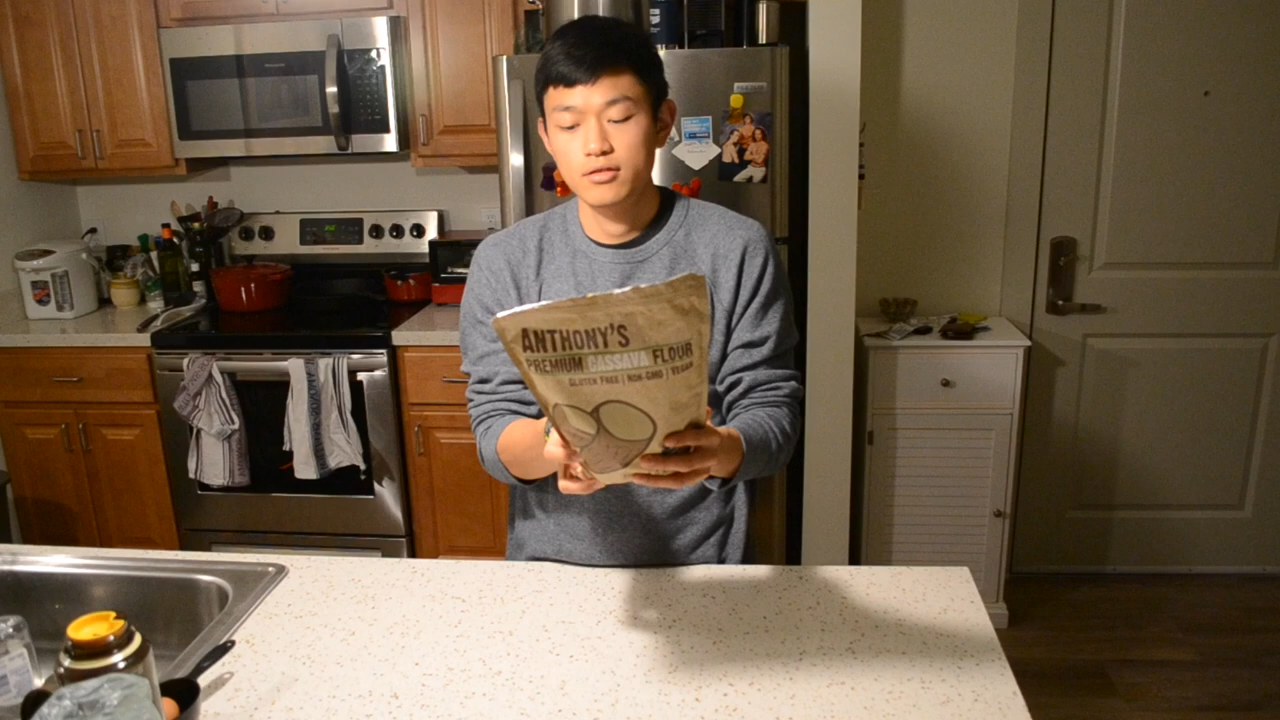 ANTHONY'S
PREMIUM CASSAVA FLOUR
GLUTEN FREE | NON-GMO | VEGAN